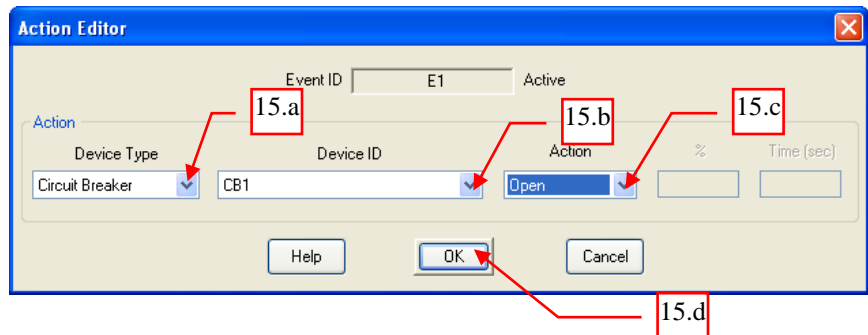 Action Editor
Event ID E1 Active
15.a 15.b 15.c
Action
Device Type Device ID Action % Time (sec)
Circuit Breaker CB1 Open
Help OK Cancel
15.d